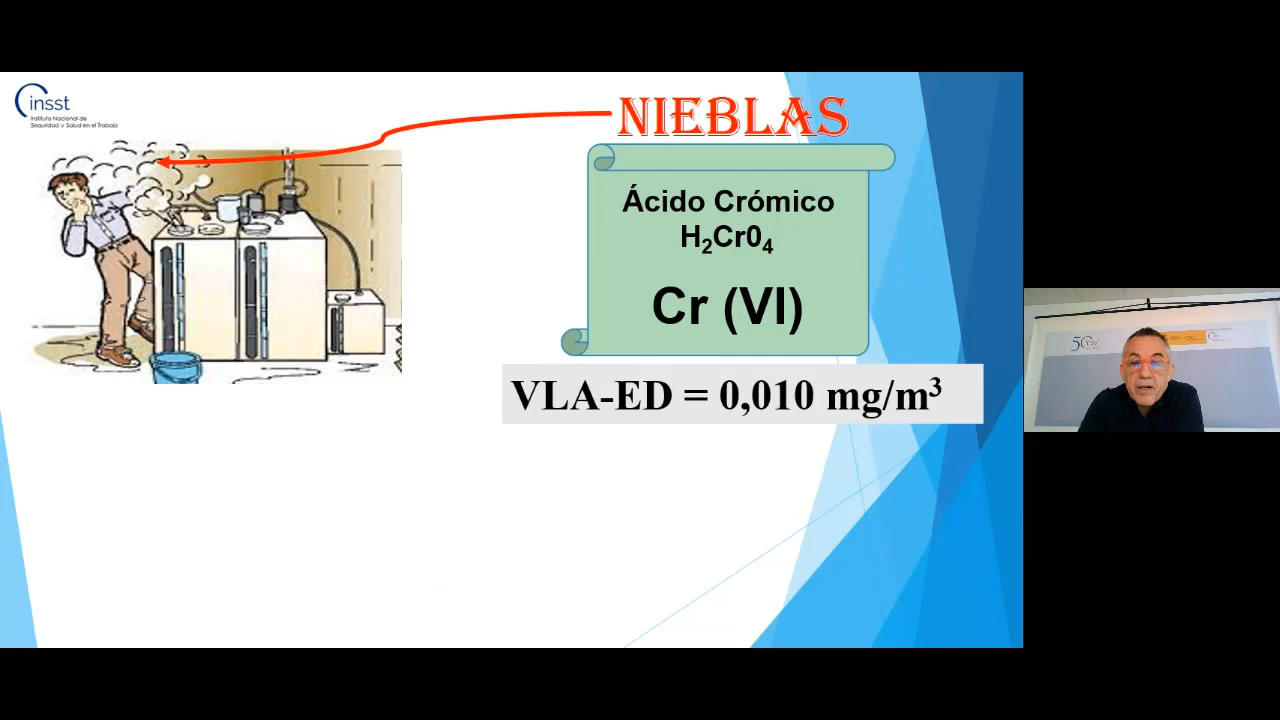 insst
Instituto Nacional de
Seguridad y Salud en el Trabajo
NIEBLAS
Ácido Crómico
H₂Cr0₄
Cr (VI)
VLA-ED = 0,010 mg/m³